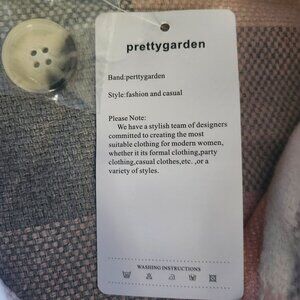 prettygarden
Band:perttygarden
Style:fashion and casual
Please Note:
We have a stylish team of designers
committed to creating the most
suitable clothing for modern women,
whether it its formal clothing,party
clothing,casual clothes,etc. ,or a
variety of styles.
WASHING INSTRUCTIONS